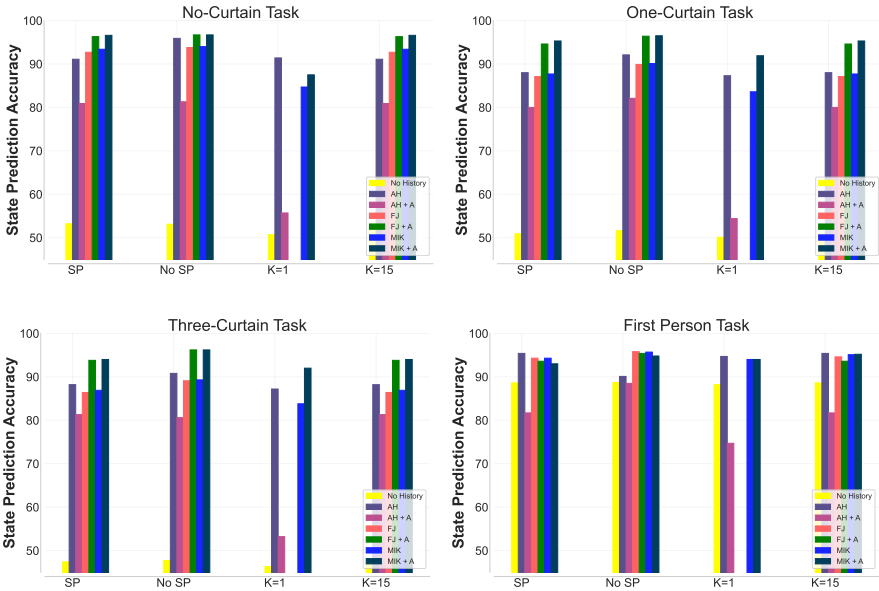 No-Curtain Task
State Prediction Accuracy
100
90
80
70
60
50
SP
No SP
K=1
K=15
No History
AH
AH + A
FJ
FJ + A
MIK
MIK + A
One-Curtain Task
State Prediction Accuracy
100
90
80
70
60
50
SP
No SP
K=1
K=15
No History
AH
AH + A
FJ
FJ + A
MIK
MIK + A
Three-Curtain Task
State Prediction Accuracy
100
90
80
70
60
50
SP
No SP
K=1
K=15
No History
AH
AH + A
FJ
FJ + A
MIK
MIK + A
First Person Task
State Prediction Accuracy
100
90
80
70
60
50
SP
No SP
K=1
K=15
No History
AH
AH + A
FJ
FJ + A
MIK
MIK + A